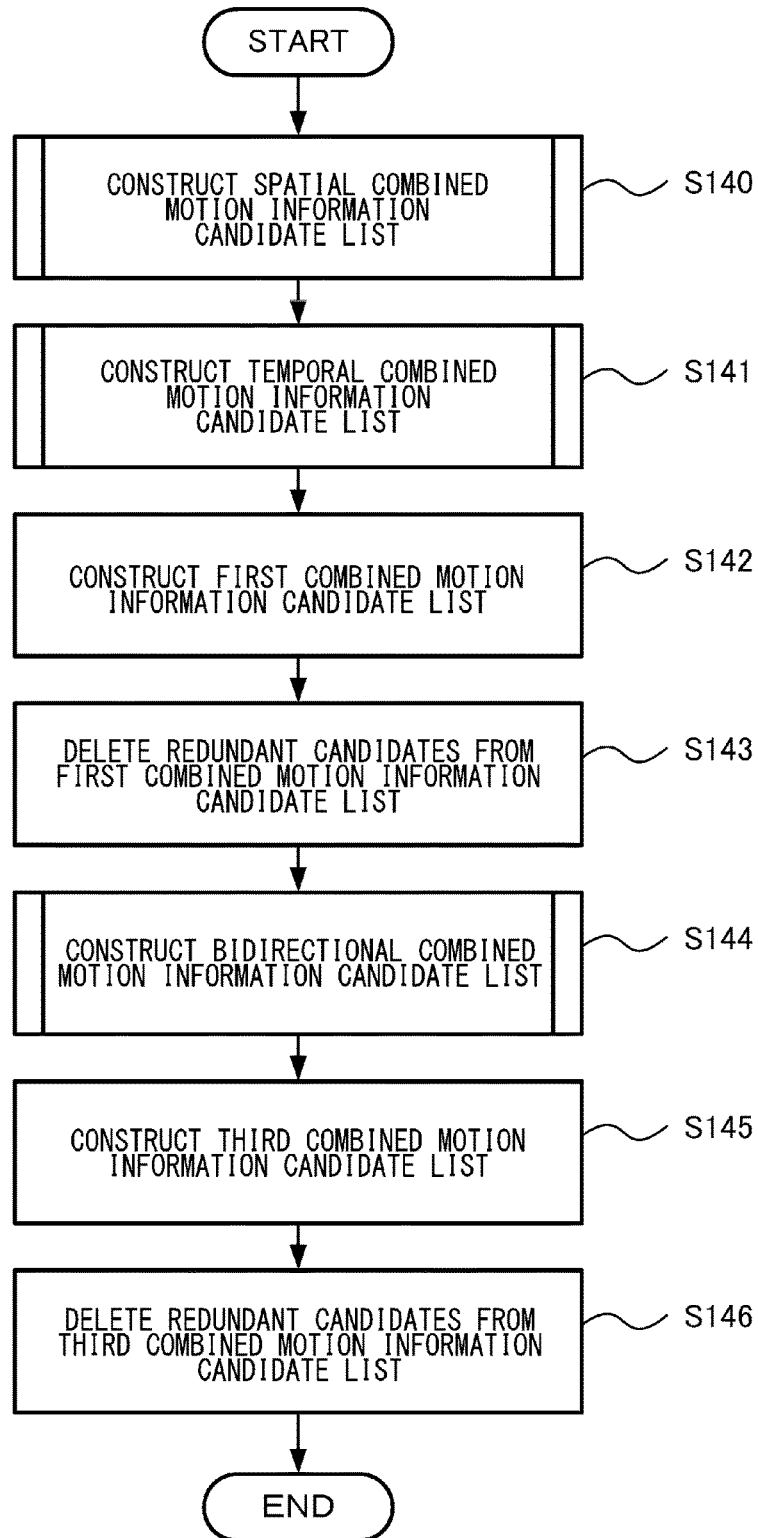 START
CONSTRUCT SPATIAL COMBINED
MOTION INFORMATION
CANDIDATE LIST
S140
CONSTRUCT TEMPORAL COMBINED
MOTION INFORMATION
CANDIDATE LIST
S141
CONSTRUCT FIRST COMBINED MOTION
INFORMATION CANDIDATE LIST
S142
DELETE REDUNDANT CANDIDATES FROM
FIRST COMBINED MOTION INFORMATION
CANDIDATE LIST
S143
CONSTRUCT BIDIRECTIONAL COMBINED
MOTION INFORMATION CANDIDATE LIST
S144
CONSTRUCT THIRD COMBINED MOTION
INFORMATION CANDIDATE LIST
S145
DELETE REDUNDANT CANDIDATES FROM
THIRD COMBINED MOTION INFORMATION
CANDIDATE LIST
S146
END